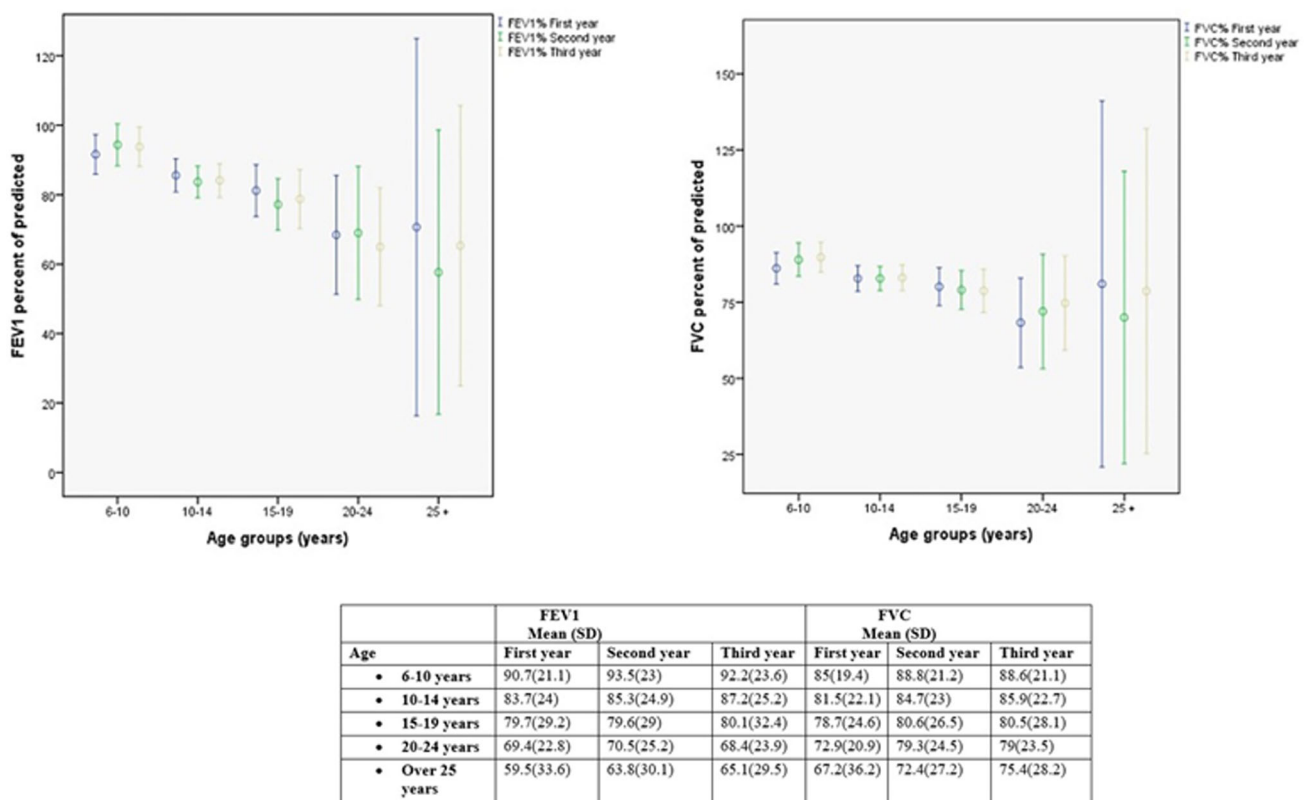 FEV1% First year
FEV1% Second year
FEV1% Third year
120
100
80
60
40
20
0
FEV1 percent of predicted
6-10 10-14 15-19 20-24 25+
Age groups (years)
FVC% First year
FVC% Second year
FVC% Third year
150
125
100
75
50
25
FVC percent of predicted
6-10 10-14 15-19 20-24 25+
Age groups (years)
FEV1 FVC
Mean (SD) Mean (SD)
Age First year Second year Third year First year Second year Third year
• 6-10 years 90.7(21.1) 93.5(23) 92.2(23.6) 85(19.4) 88.8(21.2) 88.6(21.1)
• 10-14 years 83.7(24) 85.3(24.9) 87.2(25.2) 81.5(22.1) 84.7(23) 85.9(22.7)
• 15-19 years 79.7(29.2) 79.6(29) 80.1(32.4) 78.7(24.6) 80.6(26.5) 80.5(28.1)
• 20-24 years 69.4(22.8) 70.5(25.2) 68.4(23.9) 72.9(20.9) 79.3(24.5) 79(23.5)
• Over 25 59.5(33.6) 63.8(30.1) 65.1(29.5) 67.2(36.2) 72.4(27.2) 75.4(28.2)
years